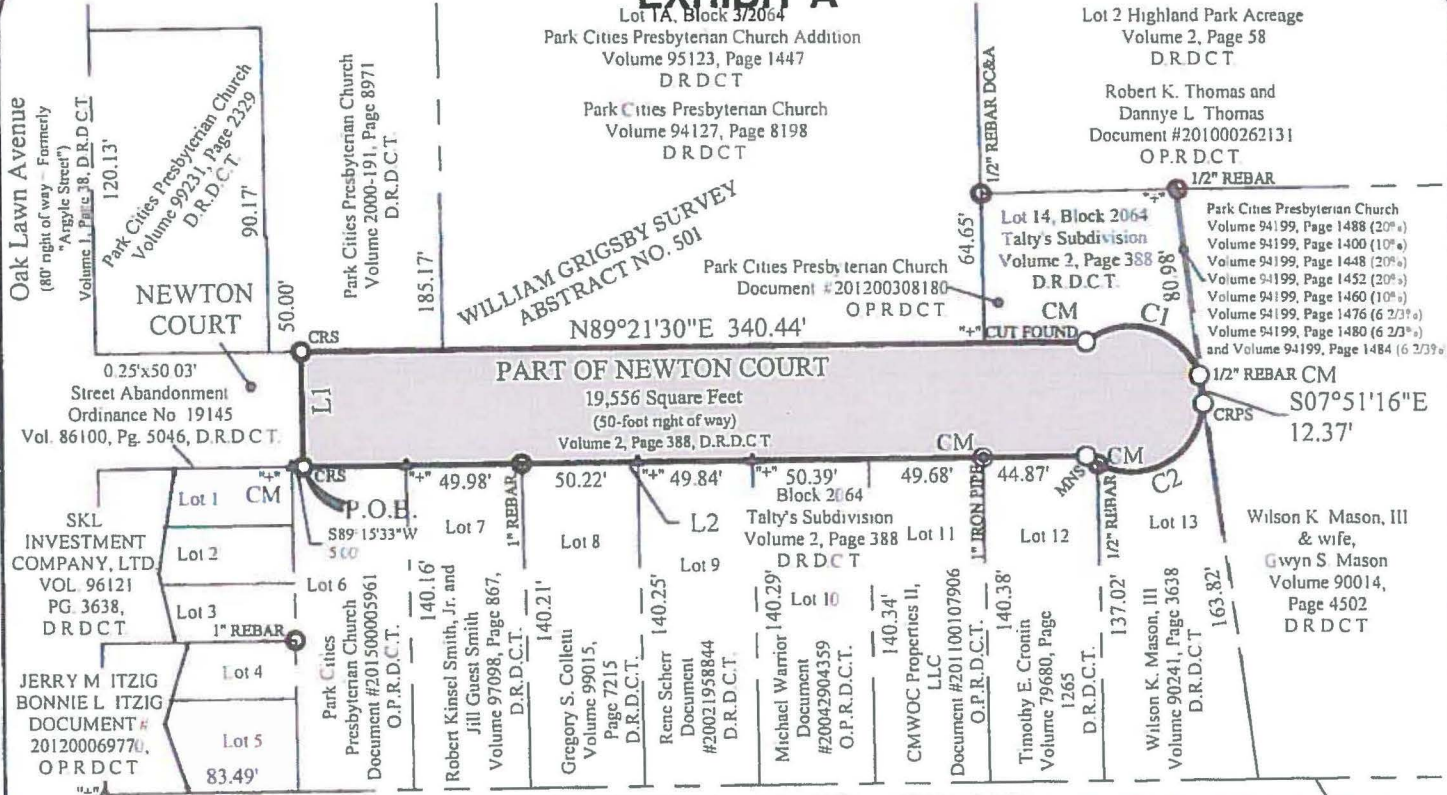 EXHIBIT A
Lot 1A, Block 3/2064
Park Cities Presbyterian Church Addition
Volume 95123, Page 1447
D R D C T
Park Cities Presbyterian Church
Volume 94127, Page 8198
D R D C T
Lot 2 Highland Park Acreage
Volume 2, Page 58
D.R.D.C.T.
Robert K. Thomas and
Dannye L Thomas
Document #201000262131
O P.R D.C.T.
1/2" REBAR
1/2" REBAR DC&A
"+"
Oak Lawn Avenue
(80' right of way – Formerly
"Argyle Street")
Volume 1, Page 38, D.R.D.C.T.
120.13'
Park Cities Presbyterian Church
Volume 99231, Page 2329
D.R.D.C.T.
90.17'
Park Cities Presbyterian Church
Volume 2000-191, Page 8971
D.R.D.C.T.
185.17'
WILLIAM GRIGSBY SURVEY
ABSTRACT NO. 501
Park Cities Presbyterian Church
Document #201200308180
O P R D C T
64.65'
Lot 14, Block 2064
Talty's Subdivision
Volume 2, Page 388
D.R.D.C.T.
80.98'
Park Cities Presbyterian Church
Volume 94199, Page 1488 (20%)
Volume 94199, Page 1400 (10%)
Volume 94199, Page 1448 (20%)
Volume 94199, Page 1452 (20%)
Volume 94199, Page 1460 (10%)
Volume 94199, Page 1476 (6 2/3%)
Volume 94199, Page 1480 (6 2/3%)
and Volume 94199, Page 1484 (6 2/3%)
NEWTON
COURT
50.00'
CRS
N89°21'30"E 340.44'
CM
"+" CUT FOUND
C1
0.25'x50 03'
Street Abandonment
Ordinance No 19145
Vol. 86100, Pg. 5046, D.R.D C T.
L1
PART OF NEWTON COURT
19,556 Square Feet
(50-foot right of way)
Volume 2, Page 388, D.R.D.C T.
1/2" REBAR CM
S07°51'16"E
12.37'
CRPS
"+"
CM
CRS
P.O.B.
S89°15'33"W
5.00'
"+"
49.98'
1" REBAR
50.22'
"+"
49.84'
"+"
50.39'
49.68'
CM
1" IRON PIPE
44.87'
MNS
CM
1/2" REBAR
C2
L2
Block 2064
Talty's Subdivision
Volume 2, Page 388
D R D C T
Lot 1
Lot 2
Lot 3
1" REBAR
Lot 4
Lot 5
83.49'
"+"
SKL
INVESTMENT
COMPANY, LTD
VOL. 96121
PG. 3638,
D R D C T
JERRY M ITZIG
BONNIE L ITZIG
DOCUMENT #
201200069770,
O P R D C T
Lot 6
Park Cities
Presbyterian Church
Document #201500005961
O.P.R.D.C.T.
140.16'
Lot 7
Robert Kinsel Smith, Jr. and
Jill Guest Smith
Volume 97098, Page 867,
D.R.D.C.T.
140.21'
Lot 8
Gregory S. Colletti
Volume 99015,
Page 7215
D.R.D.C.T.
140.25'
Lot 9
Rene Scherr
Document
#20021958844
D.R.D.C.T.
140.29'
Lot 10
Michael Warrior
Document
#200042904359
O.P.R.D.C.T.
140.34'
Lot 11
CMWOC Properties II,
LLC
Document #201100107906
O.P.R.D.C.T.
140.38'
Lot 12
Timothy E. Cronin
Volume 79680, Page
1265
D.R.D.C.T.
137.02'
Lot 13
Wilson K. Mason, III
Volume 90241, Page 3638
D.R.D.C.T
163.82'
Wilson K Mason, III
& wife,
Gwyn S. Mason
Volume 90014,
Page 4502
D R D C T